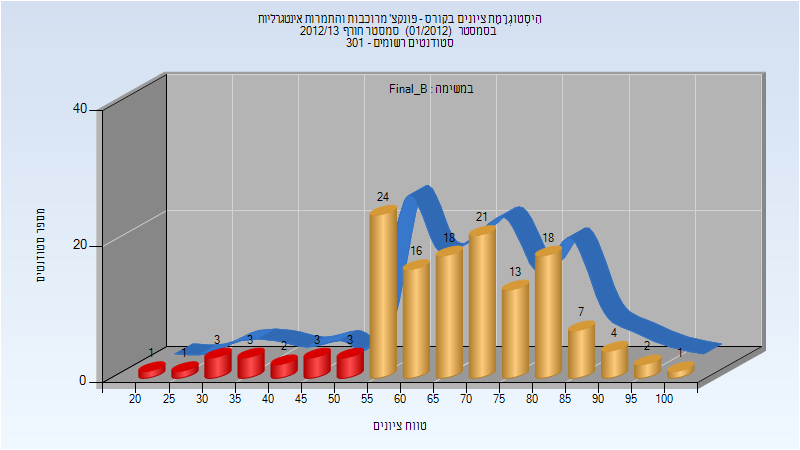 היסטוגרמת ציונים בקורס - פונקצ' מרוכבות והתמרות אינטגרליות
בסמסטר (01/2012) סמסטר חורף 2012/13
סטודנטים רשומים - 301
במשימה : Final_B
מספר סטודנטים
40
20
0
1
1
3
3
2
3
3
24
16
18
21
13
18
7
4
2
1
20 25 30 35 40 45 50 55 60 65 70 75 80 85 90 95 100
טווח ציונים